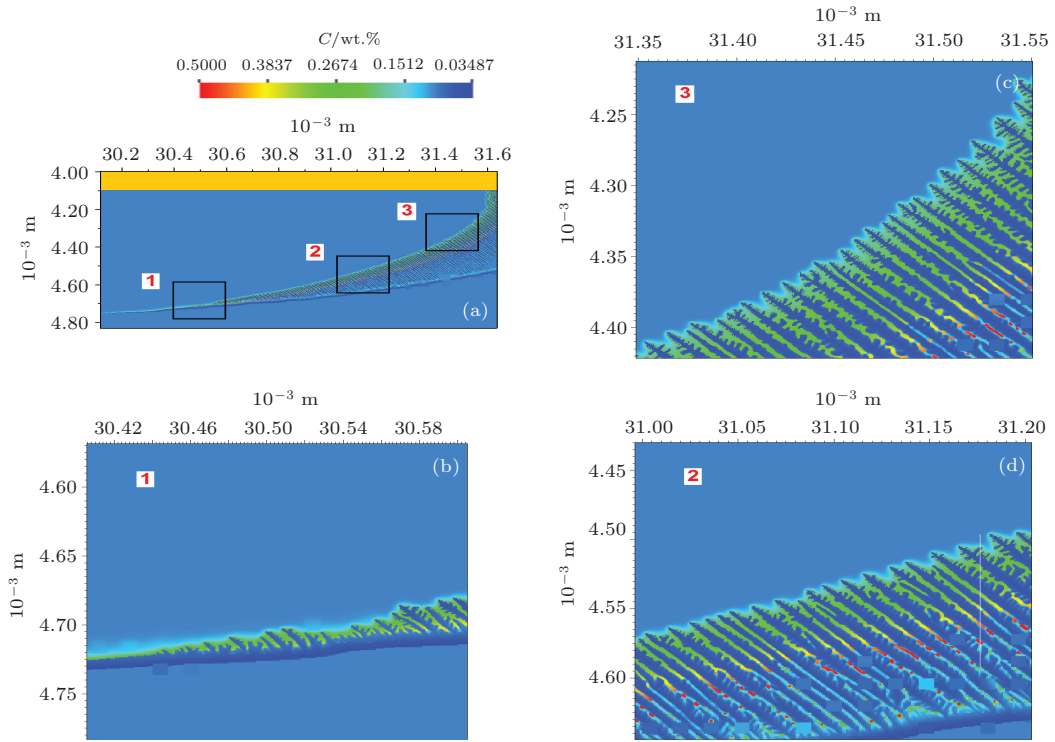 C/wt.%
0.5000 0.3837 0.2674 0.1512 0.03487
10⁻³ m
30.2 30.4 30.6 31.0 31.2 31.4 31.6
4.00
4.20
4.40
4.60
4.80
10⁻³ m
1
2
3
(a)
10⁻³ m
31.35 31.40 31.45 31.50 31.55
4.25
4.30
4.35
4.40
10⁻³ m
3
(c)
10⁻³ m
30.42 30.46 30.50 30.54 30.58
4.60
4.65
4.70
4.75
10⁻³ m
1
(b)
10⁻³ m
31.00 31.05 31.10 31.15 31.20
4.45
4.50
4.55
4.60
10⁻³ m
2
(d)